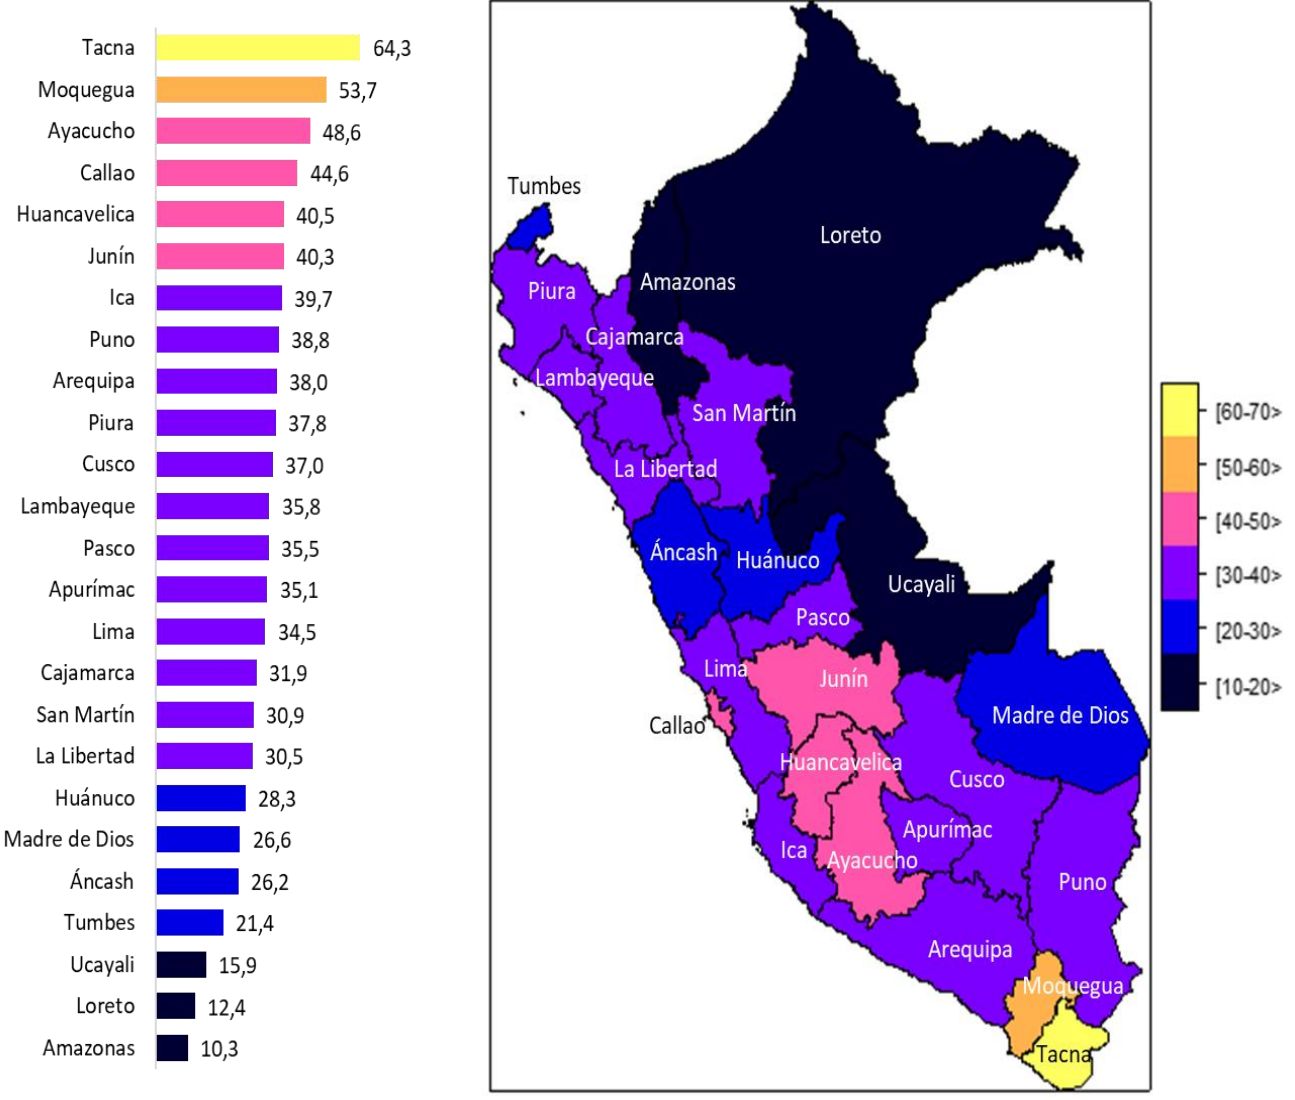 Tacna 64,3
Moquegua 53,7
Ayacucho 48,6
Callao 44,6
Huancavelica 40,5
Junín 40,3
Ica 39,7
Puno 38,8
Arequipa 38,0
Piura 37,8
Cusco 37,0
Lambayeque 35,8
Pasco 35,5
Apurímac 35,1
Lima 34,5
Cajamarca 31,9
San Martín 30,9
La Libertad 30,5
Huánuco 28,3
Madre de Dios 26,6
Áncash 26,2
Tumbes 21,4
Ucayali 15,9
Loreto 12,4
Amazonas 10,3
Tumbes
Loreto
Amazonas
Piura
Cajamarca
Lambayeque
San Martín
La Libertad
Áncash
Huánuco
Ucayali
Pasco
Lima
Junín
Madre de Dios
Callao
Huancavelica
Cusco
Apurímac
Ica
Ayacucho
Puno
Arequipa
Moquegua
Tacna
[60-70>
[50-60>
[40-50>
[30-40>
[20-30>
[10-20>